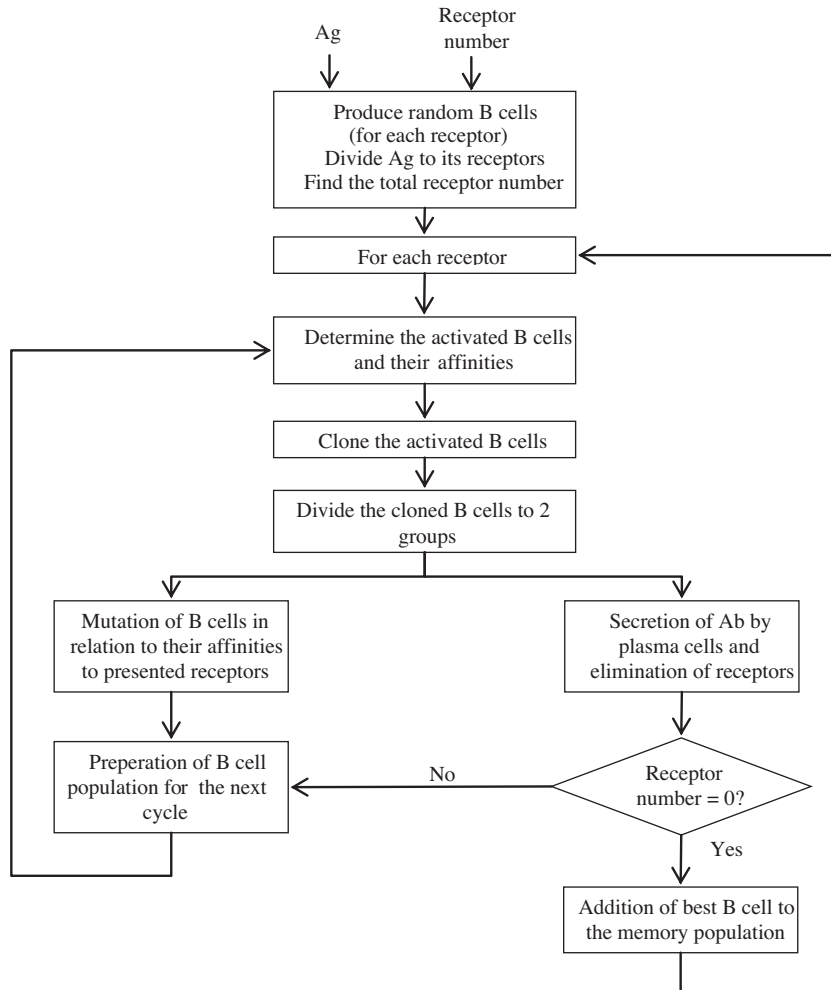 Ag
Receptor
number
Produce random B cells
(for each receptor)
Divide Ag to its receptors
Find the total receptor number
For each receptor
Determine the activated B cells
and their affinities
Clone the activated B cells
Divide the cloned B cells to 2
groups
Mutation of B cells in
relation to their affinities
to presented receptors
Secretion of Ab by
plasma cells and
elimination of receptors
Preperation of B cell
population for the next
cycle
No
Receptor
number = 0?
Yes
Addition of best B cell to
the memory population